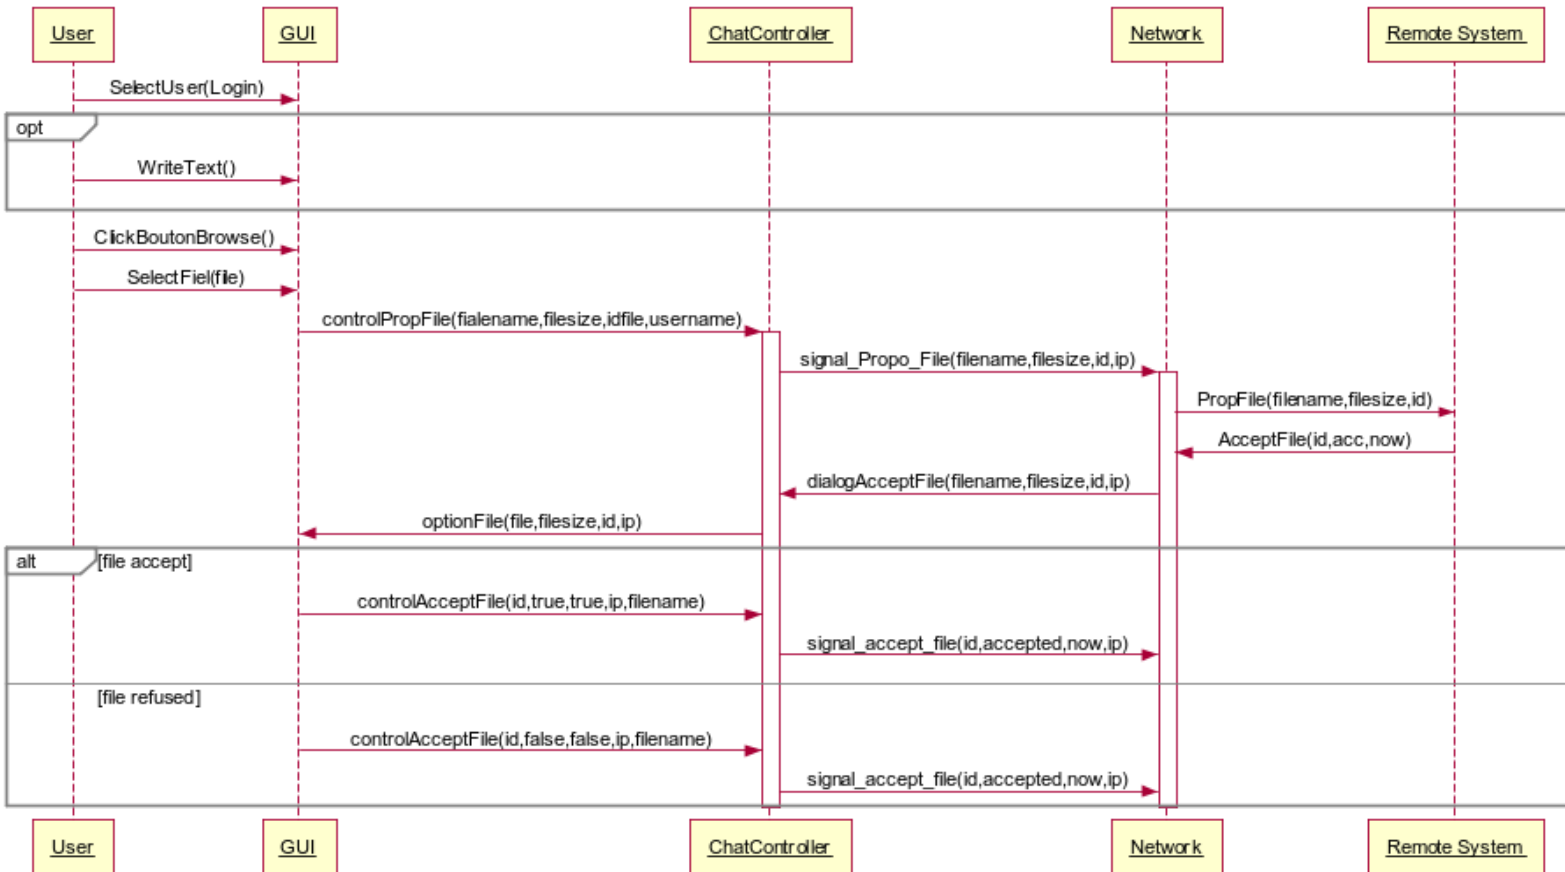 User
GUI
ChatController
Network
Remote System
SelectUser(Login)
opt
WriteText()
ClickBoutonBrowse()
SelectFiel(file)
controlPropFile(fialename,filesize,idfile,username)
signal_Propo_File(filename,filesize,id,ip)
PropFile(filename,filesize,id)
AcceptFile(id,acc,now)
dialogAcceptFile(filename,filesize,id,ip)
optionFile(file,filesize,id,ip)
alt
[file accept]
controlAcceptFile(id,true,true,ip,filename)
signal_accept_file(id,accepted,now,ip)
[file refused]
controlAcceptFile(id,false,false,ip,filename)
signal_accept_file(id,accepted,now,ip)
User
GUI
ChatController
Network
Remote System